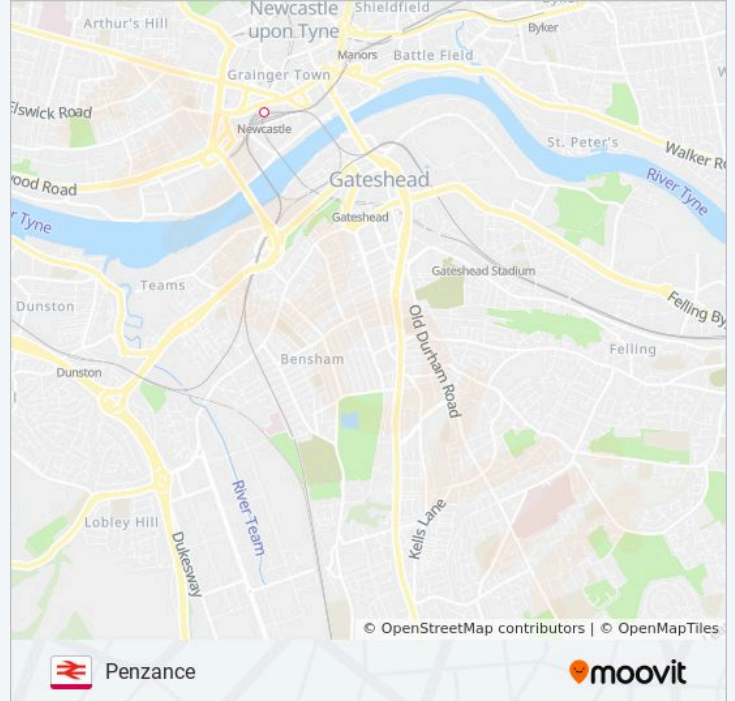 Newcastle
upon Tyne
Shieldfield
Arthur's Hill
Byker
Manors
Battle Field
Grainger Town
Elswick Road
Newcastle
St. Peter's
Walker R
ood Road
Gateshead
River Tyne
r Tyne
Gateshead
Teams
Gateshead Stadium
Dunston
Felling By
Old Durham Road
Bensham
Felling
Dunston
River Team
Lobley Hill
Dukesway
Kells Lane
© OpenStreetMap contributors | © OpenMapTiles
Penzance
moovit